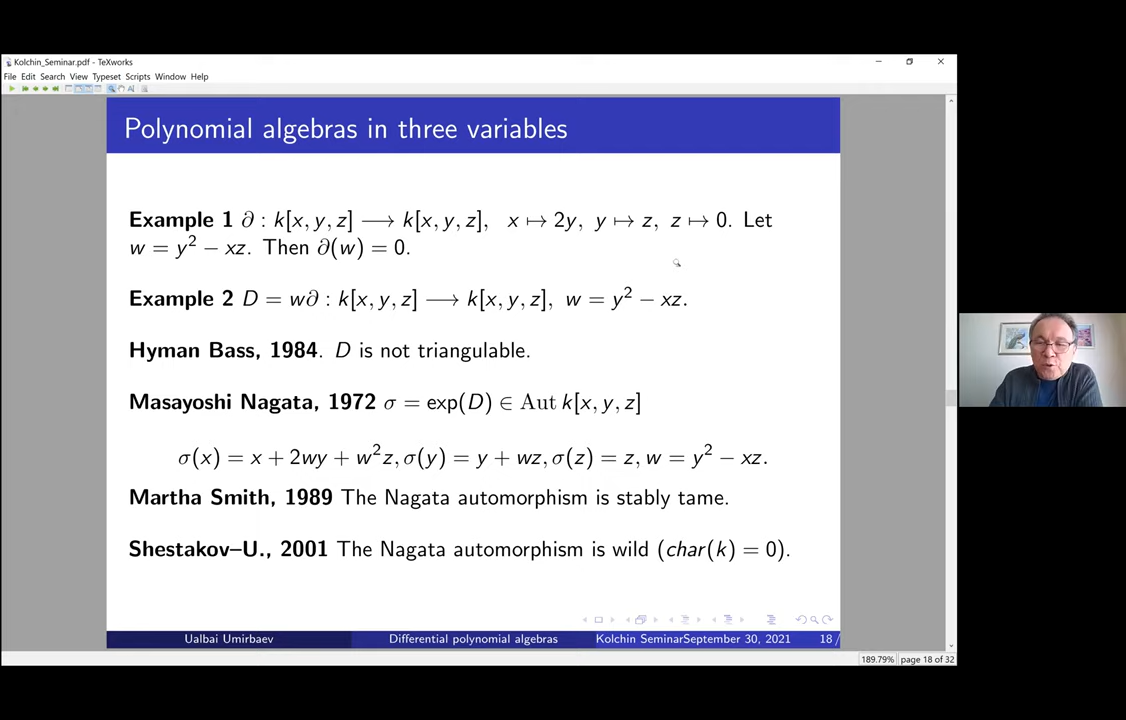 Kolchin_Seminar.pdf - TeXworks
File Edit Search View Typeset Scripts Window Help
Polynomial algebras in three variables
Example 1 ∂ : k[x, y, z] ⟶ k[x, y, z], x ↦ 2y, y ↦ z, z ↦ 0. Let
w = y² − xz. Then ∂(w) = 0.
Example 2 D = w∂ : k[x, y, z] ⟶ k[x, y, z], w = y² − xz.
Hyman Bass, 1984. D is not triangulable.
Masayoshi Nagata, 1972 σ = exp(D) ∈ Aut k[x, y, z]
σ(x) = x + 2wy + w²z, σ(y) = y + wz, σ(z) = z, w = y² − xz.
Martha Smith, 1989 The Nagata automorphism is stably tame.
Shestakov–U., 2001 The Nagata automorphism is wild (char(k) = 0).
Ualbai Umirbaev Differential polynomial algebras Kolchin SeminarSeptember 30, 2021 18 /
189.79% page 18 of 32